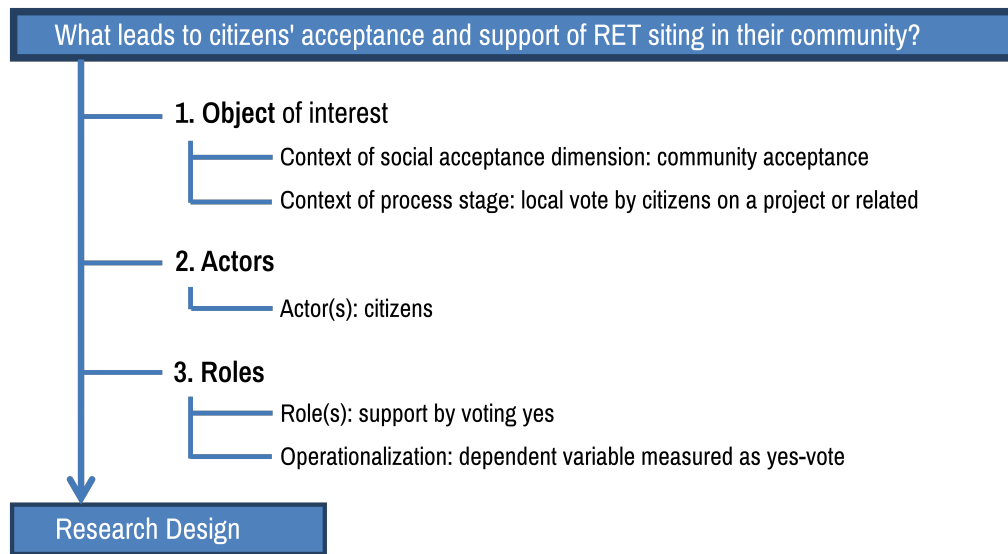 What leads to citizens' acceptance and support of RET siting in their community?
1. Object of interest
Context of social acceptance dimension: community acceptance
Context of process stage: local vote by citizens on a project or related
2. Actors
Actor(s): citizens
3. Roles
Role(s): support by voting yes
Operationalization: dependent variable measured as yes-vote
Research Design